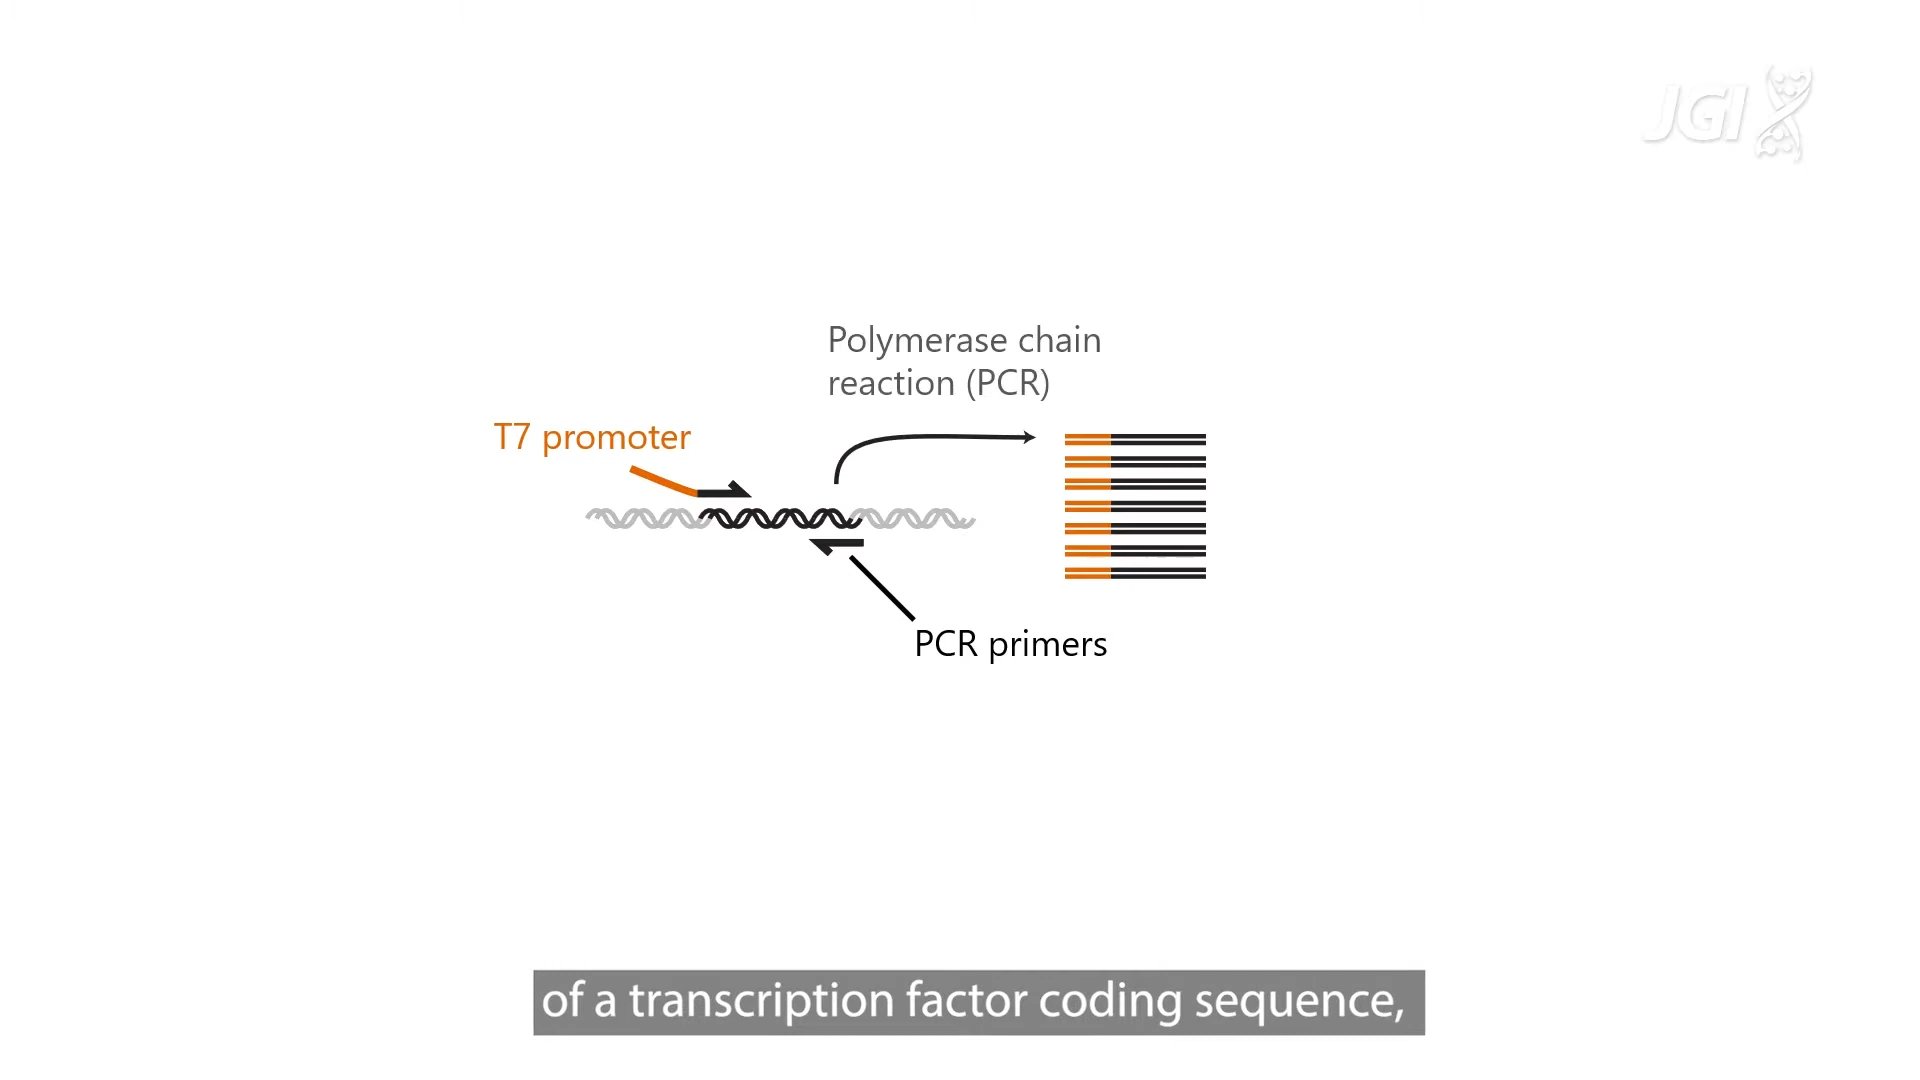 JGI
Polymerase chain
reaction (PCR)
T7 promoter
PCR primers
of a transcription factor coding sequence,